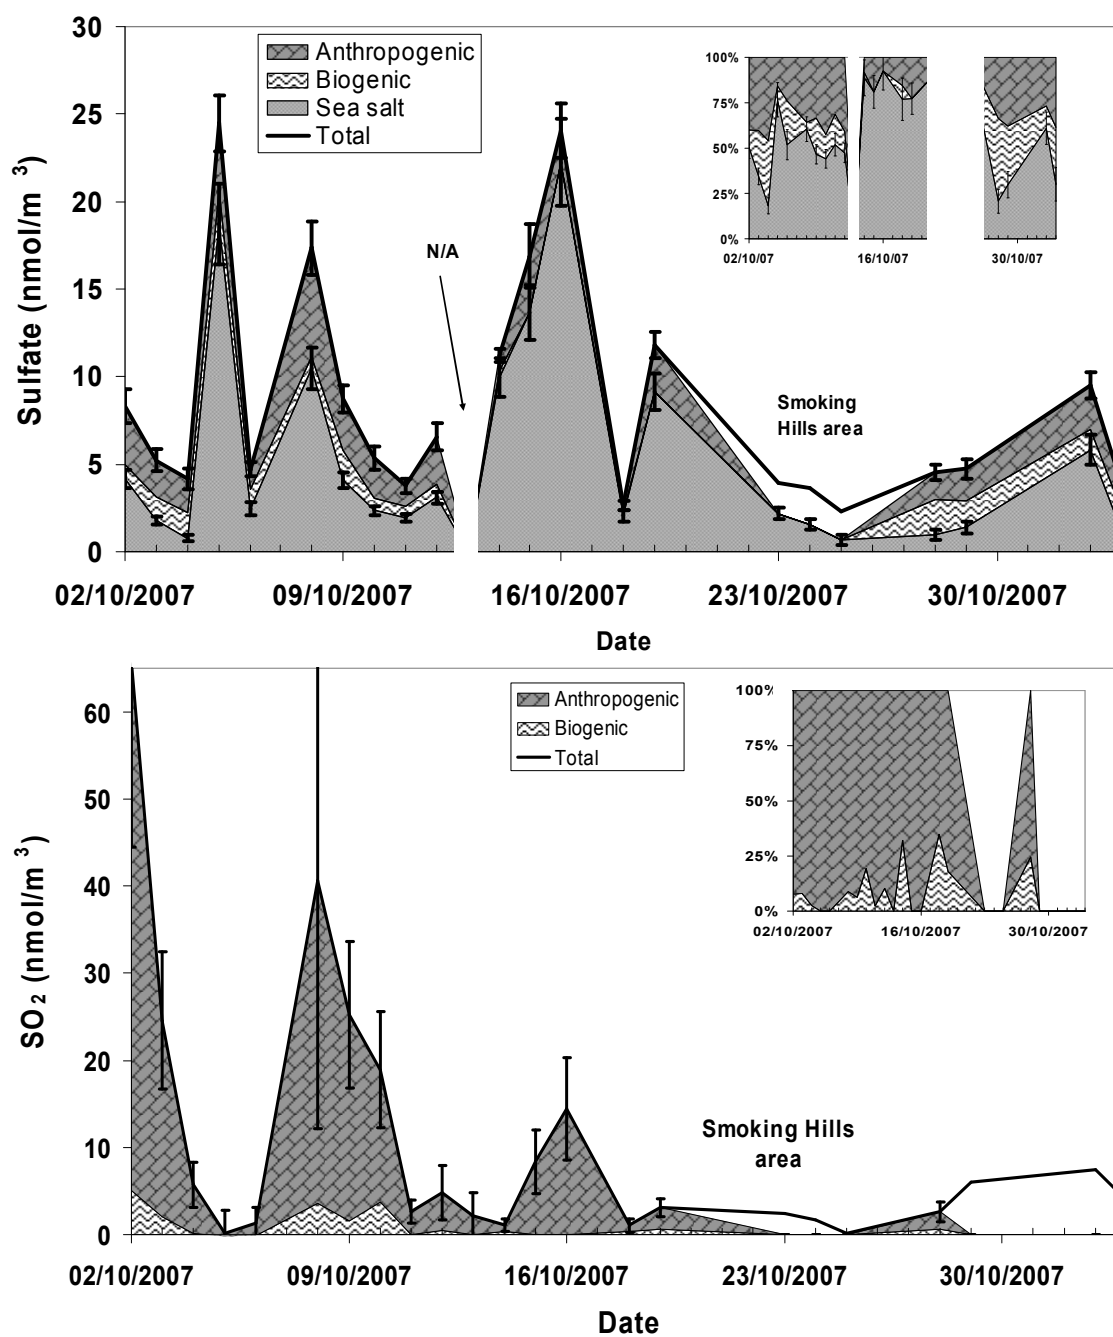 30
25
20
15
10
5
0
Sulfate (nmol/m 3)
Anthropogenic
Biogenic
Sea salt
Total
N/A
Smoking
Hills area
100%
75%
50%
25%
0%
02/10/07
16/10/07
30/10/07
02/10/2007
09/10/2007
16/10/2007
23/10/2007
30/10/2007
Date
60
50
40
30
20
10
0
SO2 (nmol/m 3)
Anthropogenic
Biogenic
Total
Smoking Hills
area
100%
75%
50%
25%
0%
02/10/2007
16/10/2007
30/10/2007
02/10/2007
09/10/2007
16/10/2007
23/10/2007
30/10/2007
Date